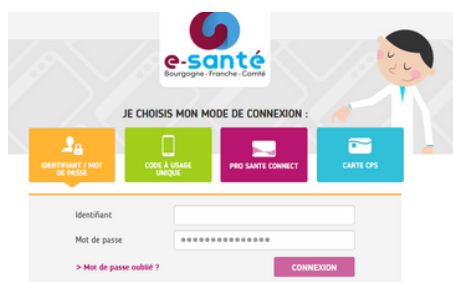 e-santé
Bourgogne - Franche - Comté
JE CHOISIS MON MODE DE CONNEXION :
IDENTIFIANT / MOT
DE PASSE
CODE À USAGE
UNIQUE
PRO SANTE CONNECT
CARTE CPS
Identifiant
Mot de passe
> Mot de passe oublié ?
CONNEXION